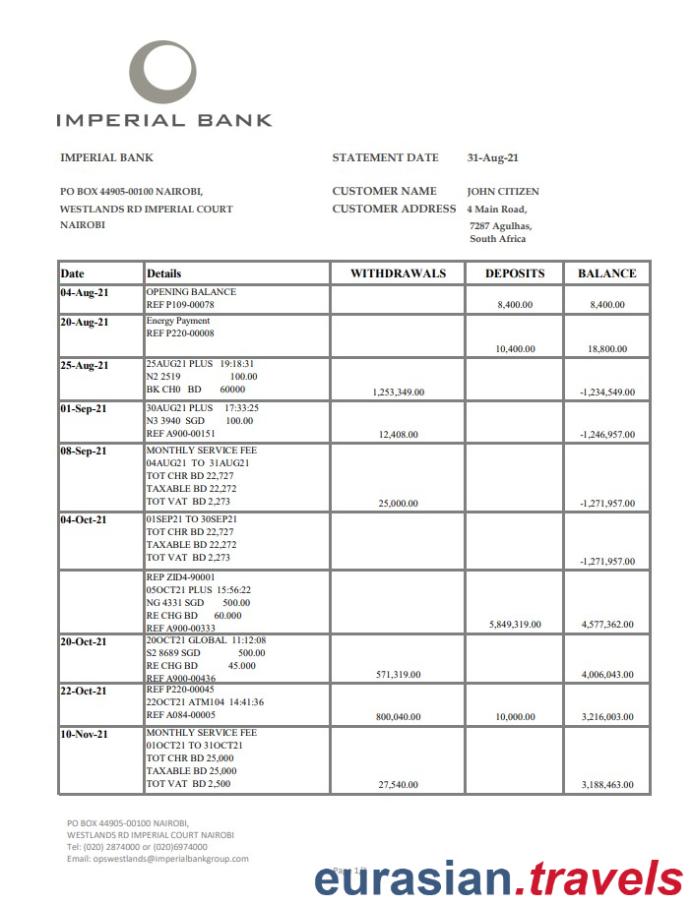 IMPERIAL BANK
IMPERIAL BANK STATEMENT DATE 31-Aug-21
PO BOX 44905-00100 NAIROBI, CUSTOMER NAME JOHN CITIZEN
WESTLANDS RD IMPERIAL COURT CUSTOMER ADDRESS 4 Main Road,
NAIROBI 7287 Agulhas,
South Africa
Date Details WITHDRAWALS DEPOSITS BALANCE
04-Aug-21 OPENING BALANCE
REF P109-00078 8,400.00 8,400.00
20-Aug-21 Energy Payment
REF P220-00008
10,400.00 18,800.00
25-Aug-21 25AUG21 PLUS 19:18:31
N2 2519 100.00
BK CH0 BD 60000 1,253,349.00 -1,234,549.00
01-Sep-21 30AUG21 PLUS 17:33:25
N3 3940 SGD 100.00
REF A900-00151 12,408.00 -1,246,957.00
08-Sep-21 MONTHLY SERVICE FEE
04AUG21 TO 31AUG21
TOT CHR BD 22,727
TAXABLE BD 22,272
TOT VAT BD 2,273 25,000.00 -1,271,957.00
04-Oct-21 01SEP21 TO 30SEP21
TOT CHR BD 22,727
TAXABLE BD 22,272
TOT VAT BD 2,273 -1,271,957.00
REP ZID4-90001
05OCT21 PLUS 15:56:22
NG 4331 SGD 500.00
RE CHG BD 60.000
REF A900-00333 5,849,319.00 4,577,362.00
20-Oct-21 20OCT21 GLOBAL 11:12:08
S2 8689 SGD 500.00
RE CHG BD 45.000
REF A900-00436 571,319.00 4,006,043.00
22-Oct-21 REF P220-00045
22OCT21 ATM104 14:41:36
REF A084-00005 800,040.00 10,000.00 3,216,003.00
10-Nov-21 MONTHLY SERVICE FEE
01OCT21 TO 31OCT21
TOT CHR BD 25,000
TAXABLE BD 25,000
TOT VAT BD 2,500 27,540.00 3,188,463.00
PO BOX 44905-00100 NAIROBI,
WESTLANDS RD IMPERIAL COURT NAIROBI
Tel: (020) 2874000 or (020)6974000
Email: opswestlands@imperialbankgroup.com
eurasian.travels